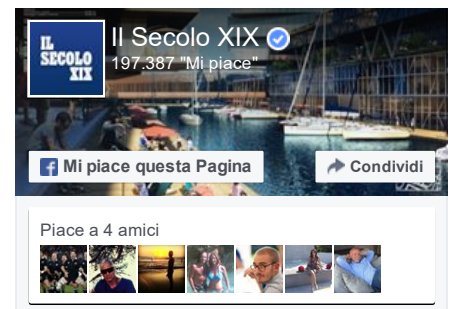 IL
SECOLO
XIX
Il Secolo XIX
197.387 "Mi piace"
Mi piace questa Pagina
Condividi
Piace a 4 amici